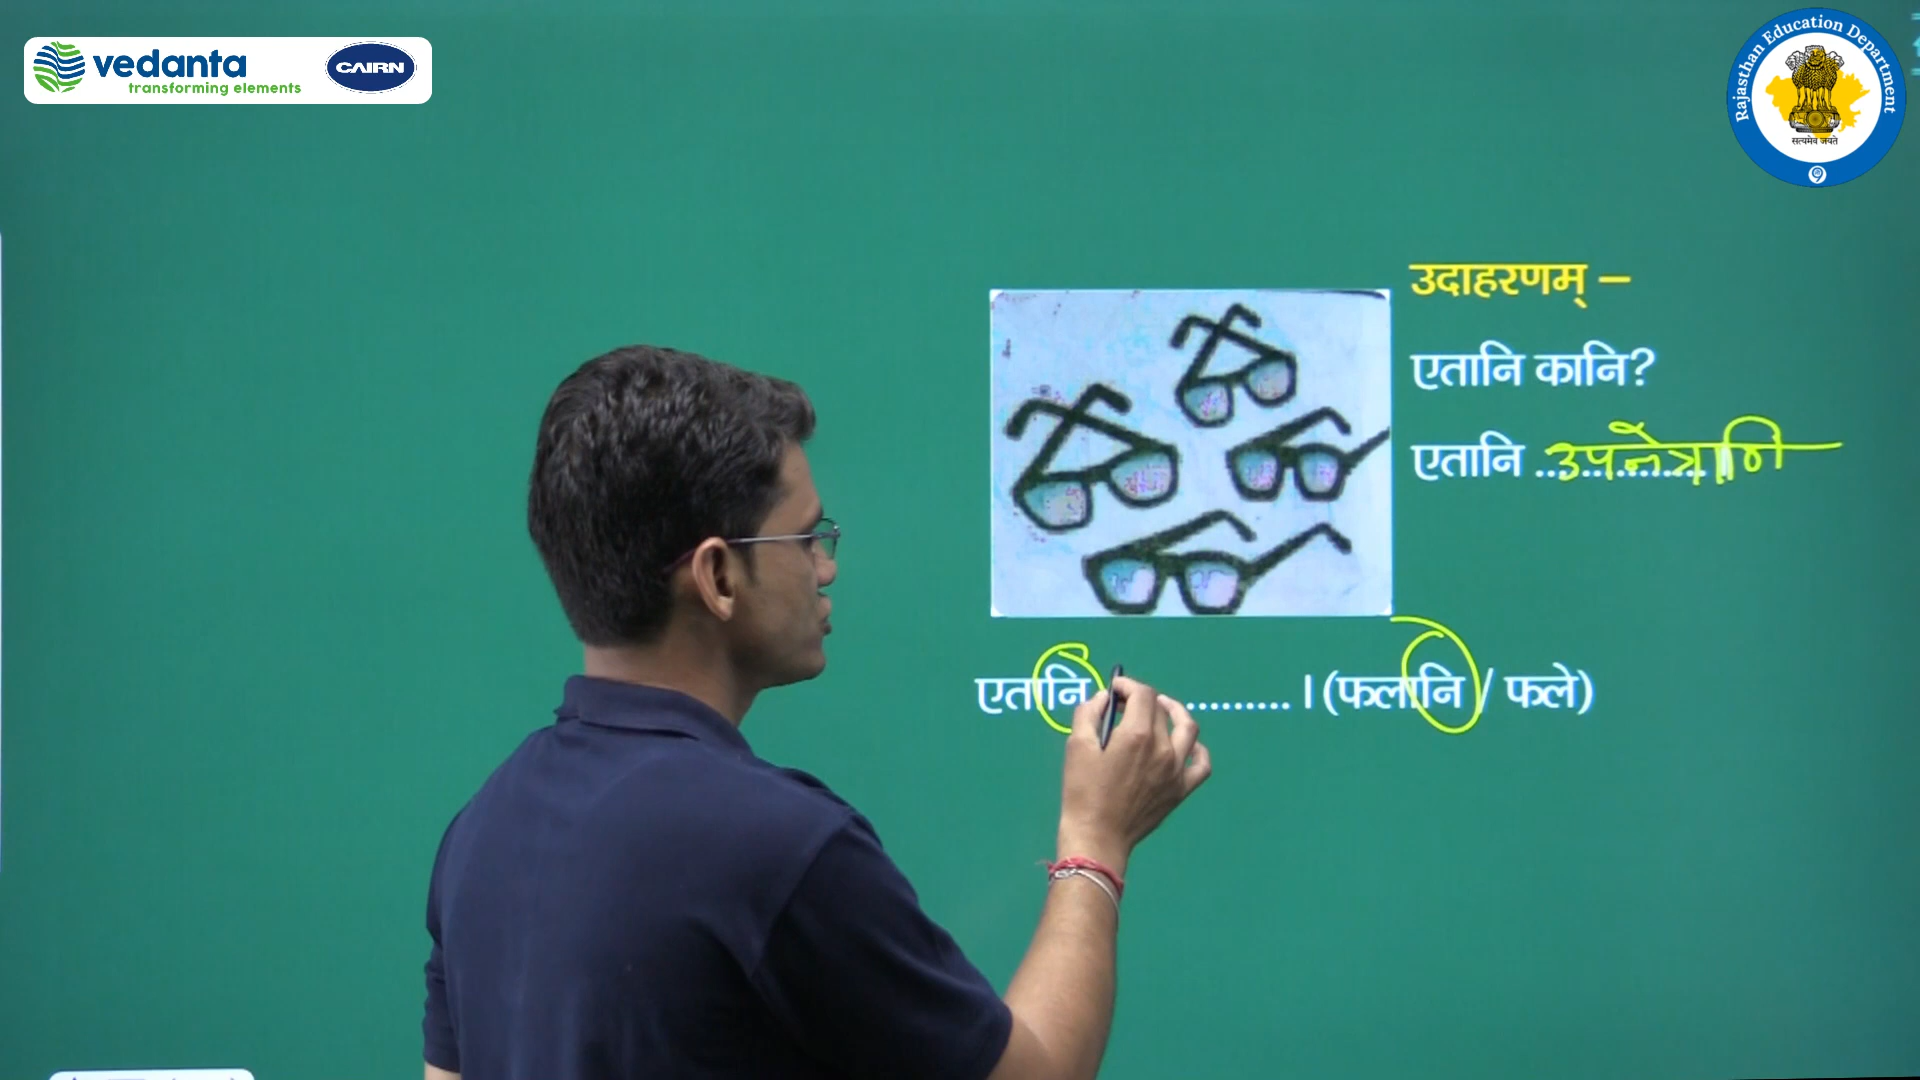 vedanta
transforming elements
CAIRN
Rajasthan Education Department
सत्यमेव जयते
उदाहरणम् –
एतानि कानि?
एतानि ..उपनेत्राणि
एतानि .......... । (फलानि / फले)